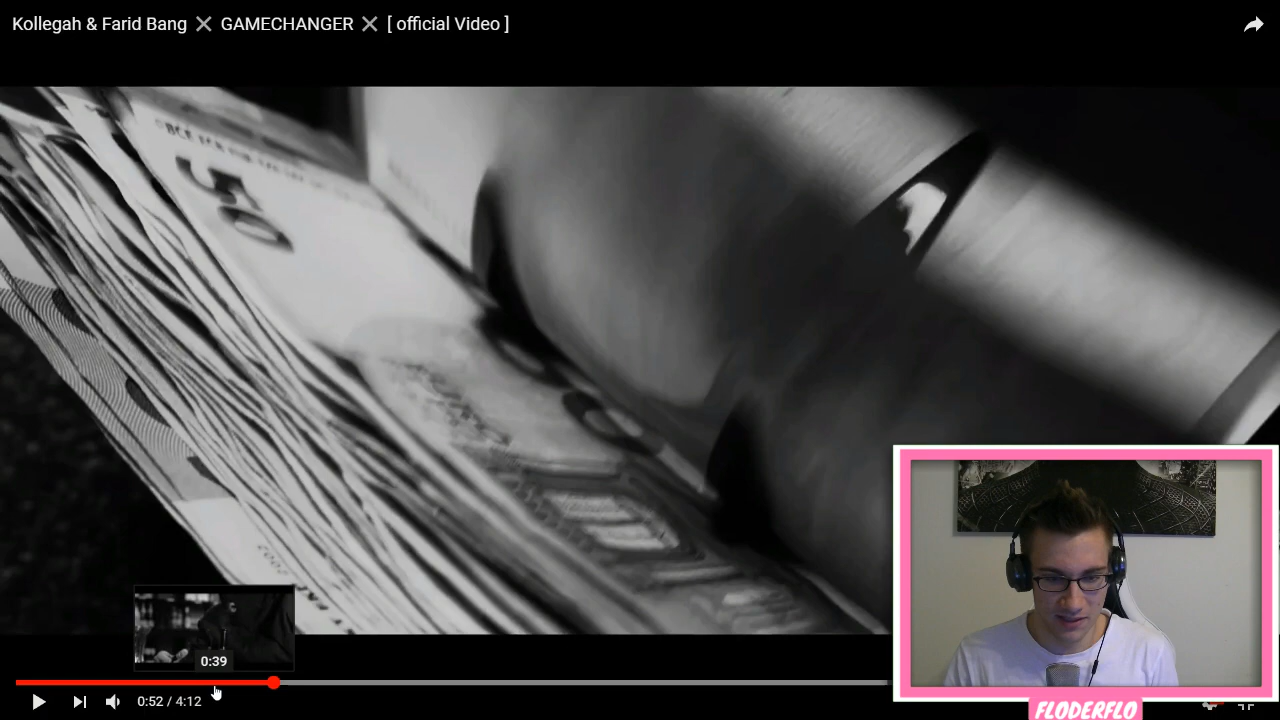 Kollegah & Farid Bang ✕ GAMECHANGER ✕ [ official Video ]
50
0:39
0:52 / 4:12
FLODERFLO